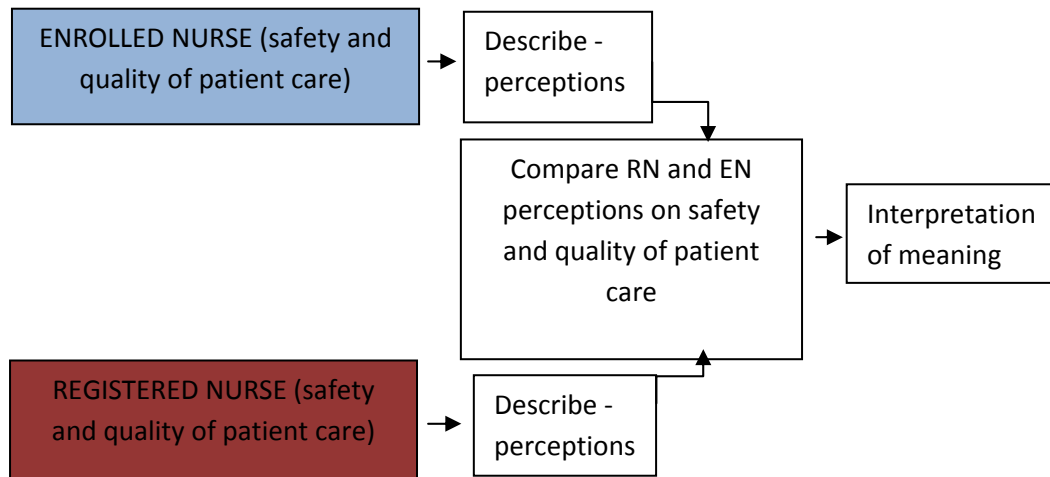 ENROLLED NURSE (safety and
quality of patient care)
Describe -
perceptions
Compare RN and EN
perceptions on safety
and quality of patient
care
Interpretation
of meaning
REGISTERED NURSE (safety
and quality of patient care)
Describe -
perceptions